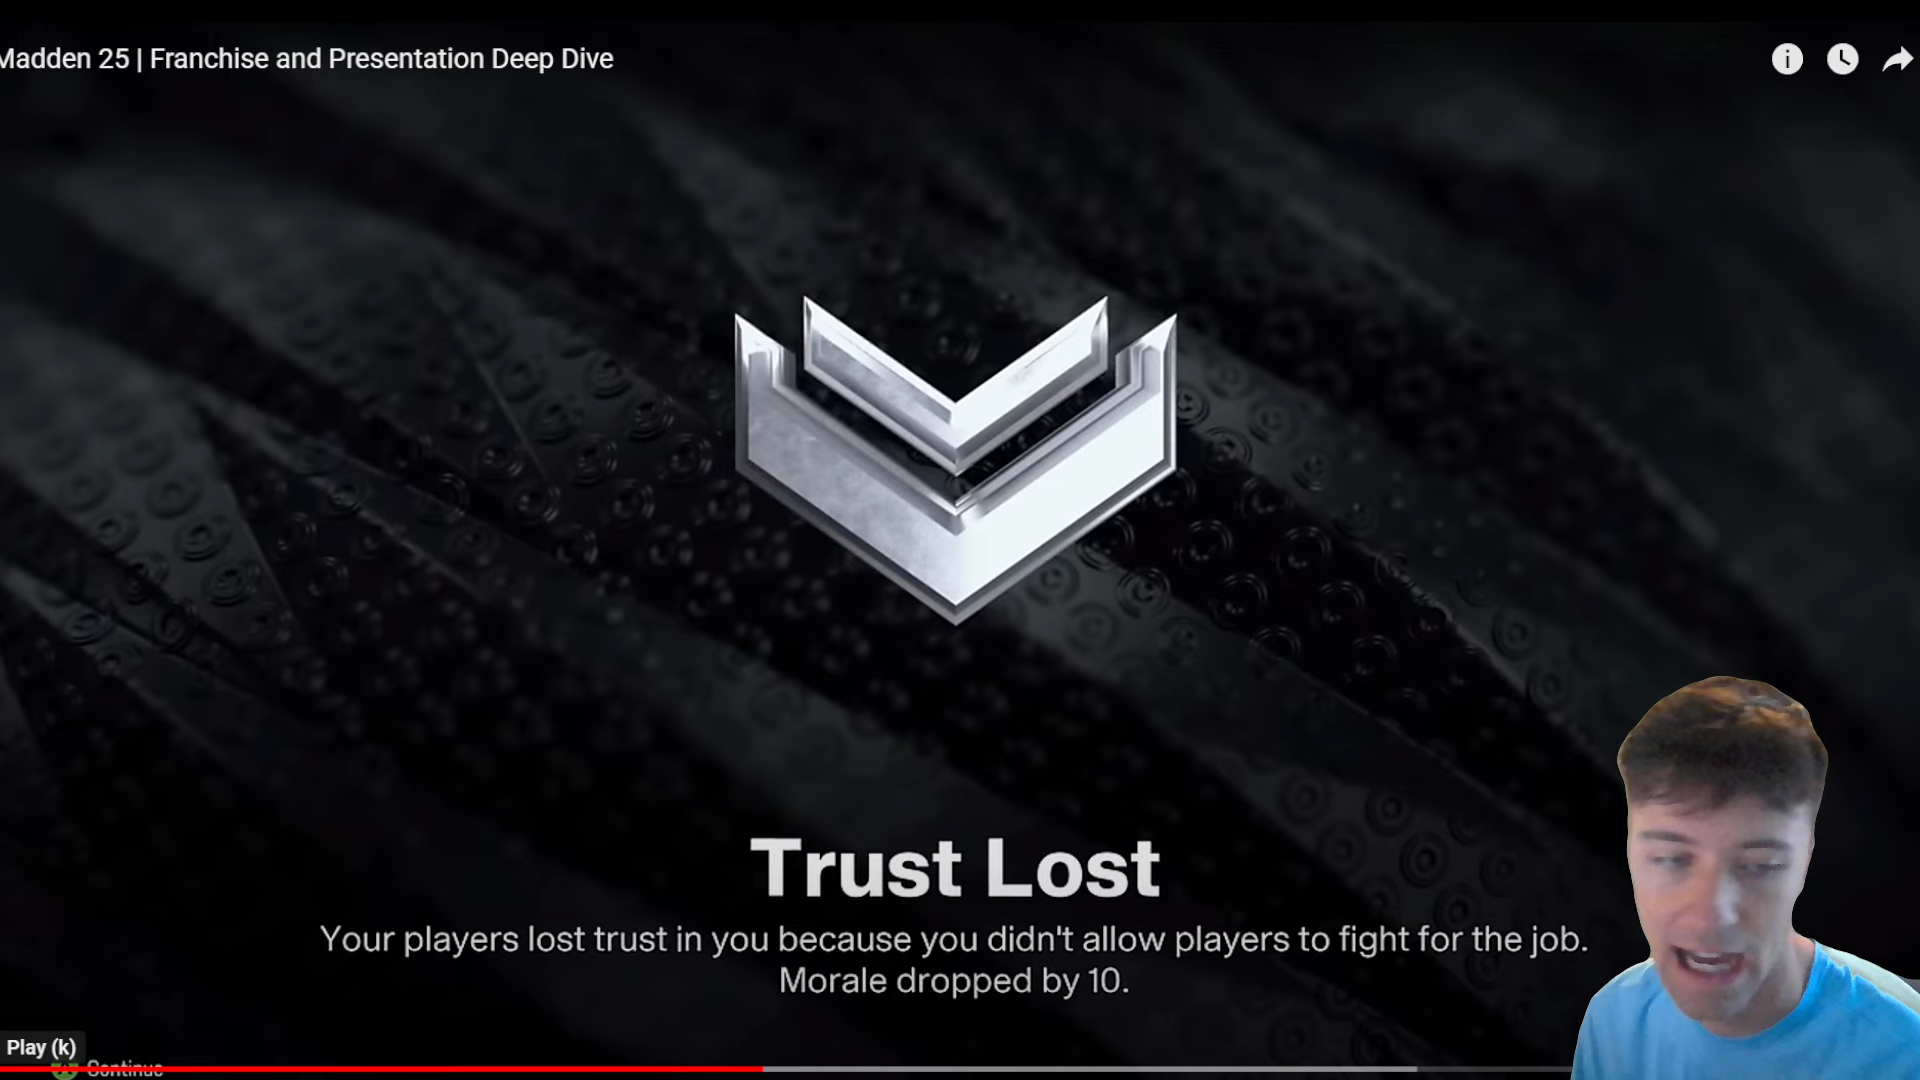 Madden 25 | Franchise and Presentation Deep Dive
Trust Lost
Your players lost trust in you because you didn't allow players to fight for the job.
Morale dropped by 10.
Play (k)
Continue